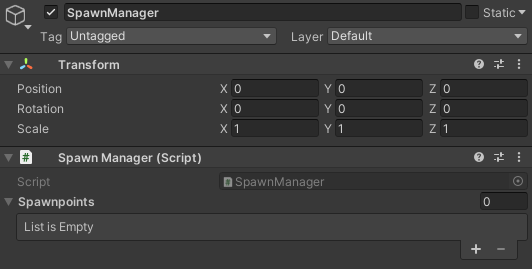 SpawnManager Static
Tag Untagged Layer Default
Transform
Position X 0 Y 0 Z 0
Rotation X 0 Y 0 Z 0
Scale X 1 Y 1 Z 1
# Spawn Manager (Script)
Script # SpawnManager
Spawnpoints 0
List is Empty
+ −